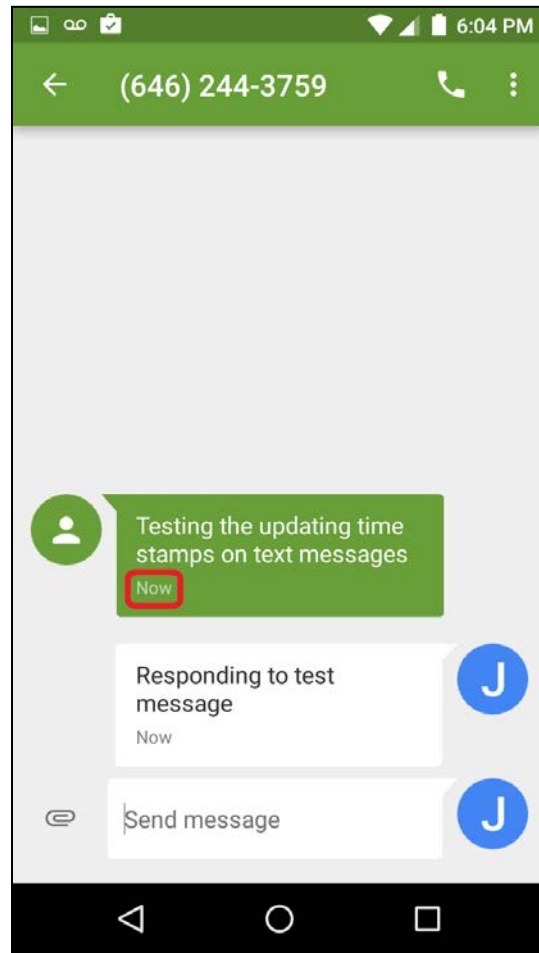 6:04 PM
(646) 244-3759
Testing the updating time
stamps on text messages
Now
Responding to test
message
Now
J
Send message
J